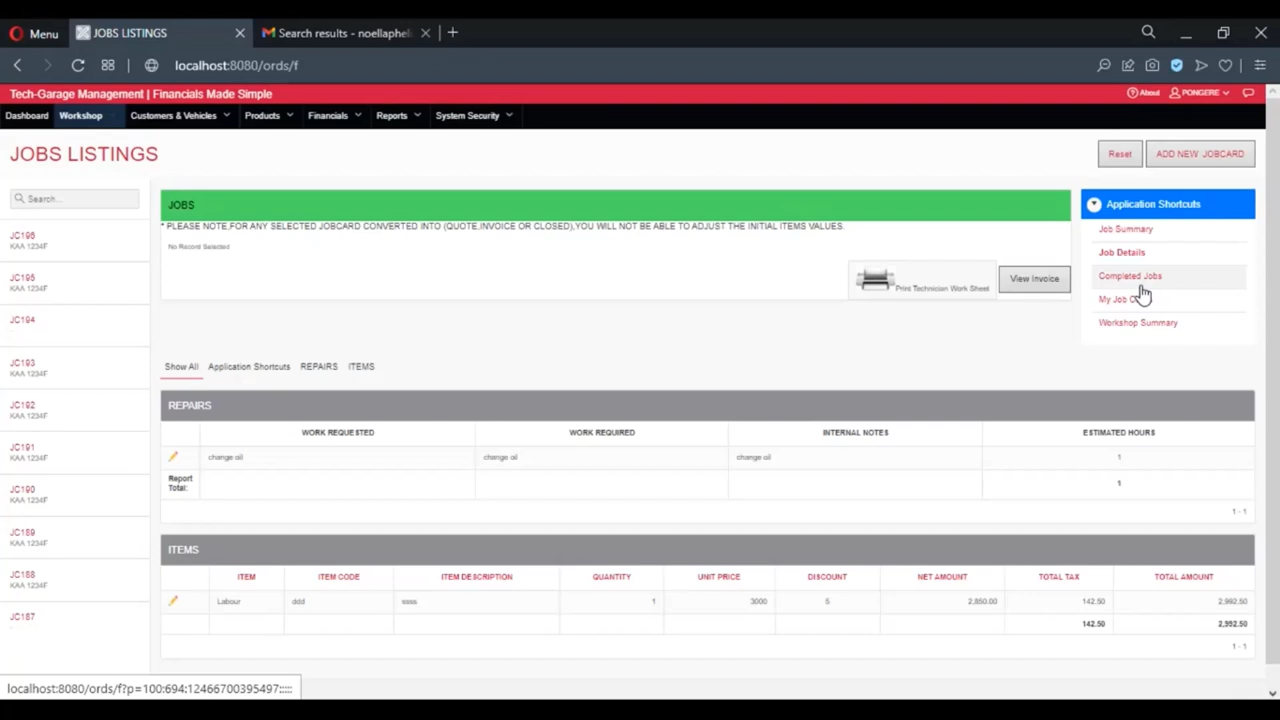 Menu
JOBS LISTINGS
Search results - noellaphel
localhost:8080/ords/f
Tech-Garage Management | Financials Made Simple
About
PONGERE
Dashboard
Workshop
Customers & Vehicles
Products
Financials
Reports
System Security
JOBS LISTINGS
Reset
ADD NEW JOBCARD
Search...
JC196
KAA 1234F
JC195
KAA 1234F
JC194
JC193
KAA 1234F
JC192
KAA 1234F
JC191
KAA 1234F
JC190
KAA 1234F
JC189
KAA 1234F
JC188
KAA 1234F
JC187
JOBS
* PLEASE NOTE,FOR ANY SELECTED JOBCARD CONVERTED INTO (QUOTE,INVOICE OR CLOSED),YOU WILL NOT BE ABLE TO ADJUST THE INITIAL ITEMS VALUES.
No Record Selected
Print Technician Work Sheet
View Invoice
Application Shortcuts
Job Summary
Job Details
Completed Jobs
My Job
Workshop Summary
Show All
Application Shortcuts
REPAIRS
ITEMS
REPAIRS
WORK REQUESTED WORK REQUIRED INTERNAL NOTES ESTIMATED HOURS
change oil change oil change oil 1
Report
Total:
1
1 - 1
ITEMS
ITEM ITEM CODE ITEM DESCRIPTION QUANTITY UNIT PRICE DISCOUNT NET AMOUNT TOTAL TAX TOTAL AMOUNT
Labour ddd ssss 1 3000 5 2,850.00 142.50 2,992.50
142.50 2,992.50
1 - 1
localhost:8080/ords/f?p=100:694:12466700395497:::::